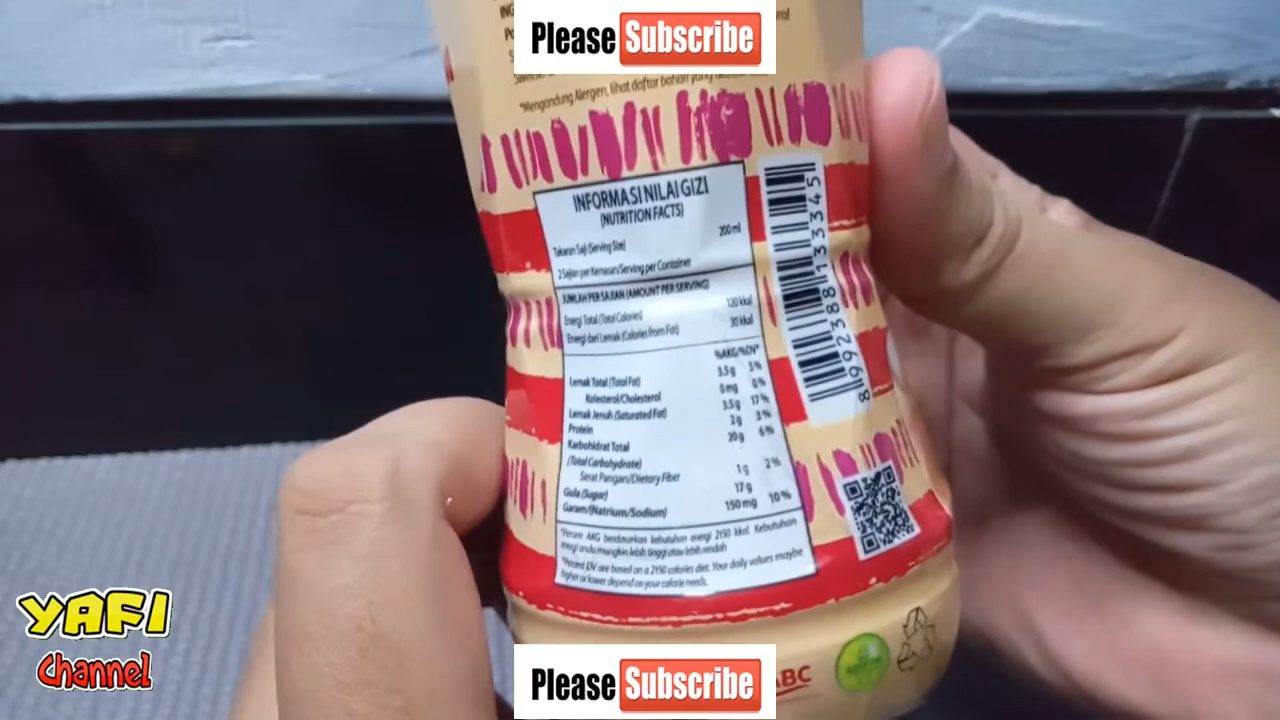 ING
Please Subscribe
*Mengandung Alergen, lihat daftar bahan yang
INFORMASI NILAI GIZI
(NUTRITION FACTS)
Takaran Saji (Serving Size) 200 ml
2 Sajian per Kemasan/Serving per Container
JUMLAH PER SAJIAN (AMOUNT PER SERVING)
Energi Total (Total Calories) 120 kkal
Energi dari Lemak (Calories from Fat) 30 kkal
%AKG/%DV*
Lemak Total (Total Fat) 3.5g 5%
Kolesterol/Cholesterol 0mg 0%
Lemak Jenuh (Saturated Fat) 3.5g 17%
Protein 2g 3%
Karbohidrat Total 20g 6%
(Total Carbohydrate)
Serat Pangan/Dietary Fiber 1g 2%
Gula (Sugar) 17g
Garam/(Natrium/Sodium) 150 mg 10%
*Persen AKG berdasarkan kebutuhan energi 2150 kkal. Kebutuhan
energi anda mungkin lebih tinggi atau lebih rendah
*Percent DV are based on a 2150 calories diet. Your daily values maybe
higher or lower depend on your calorie needs.
8992388133345
YAFI
Channel
Please Subscribe
ABC